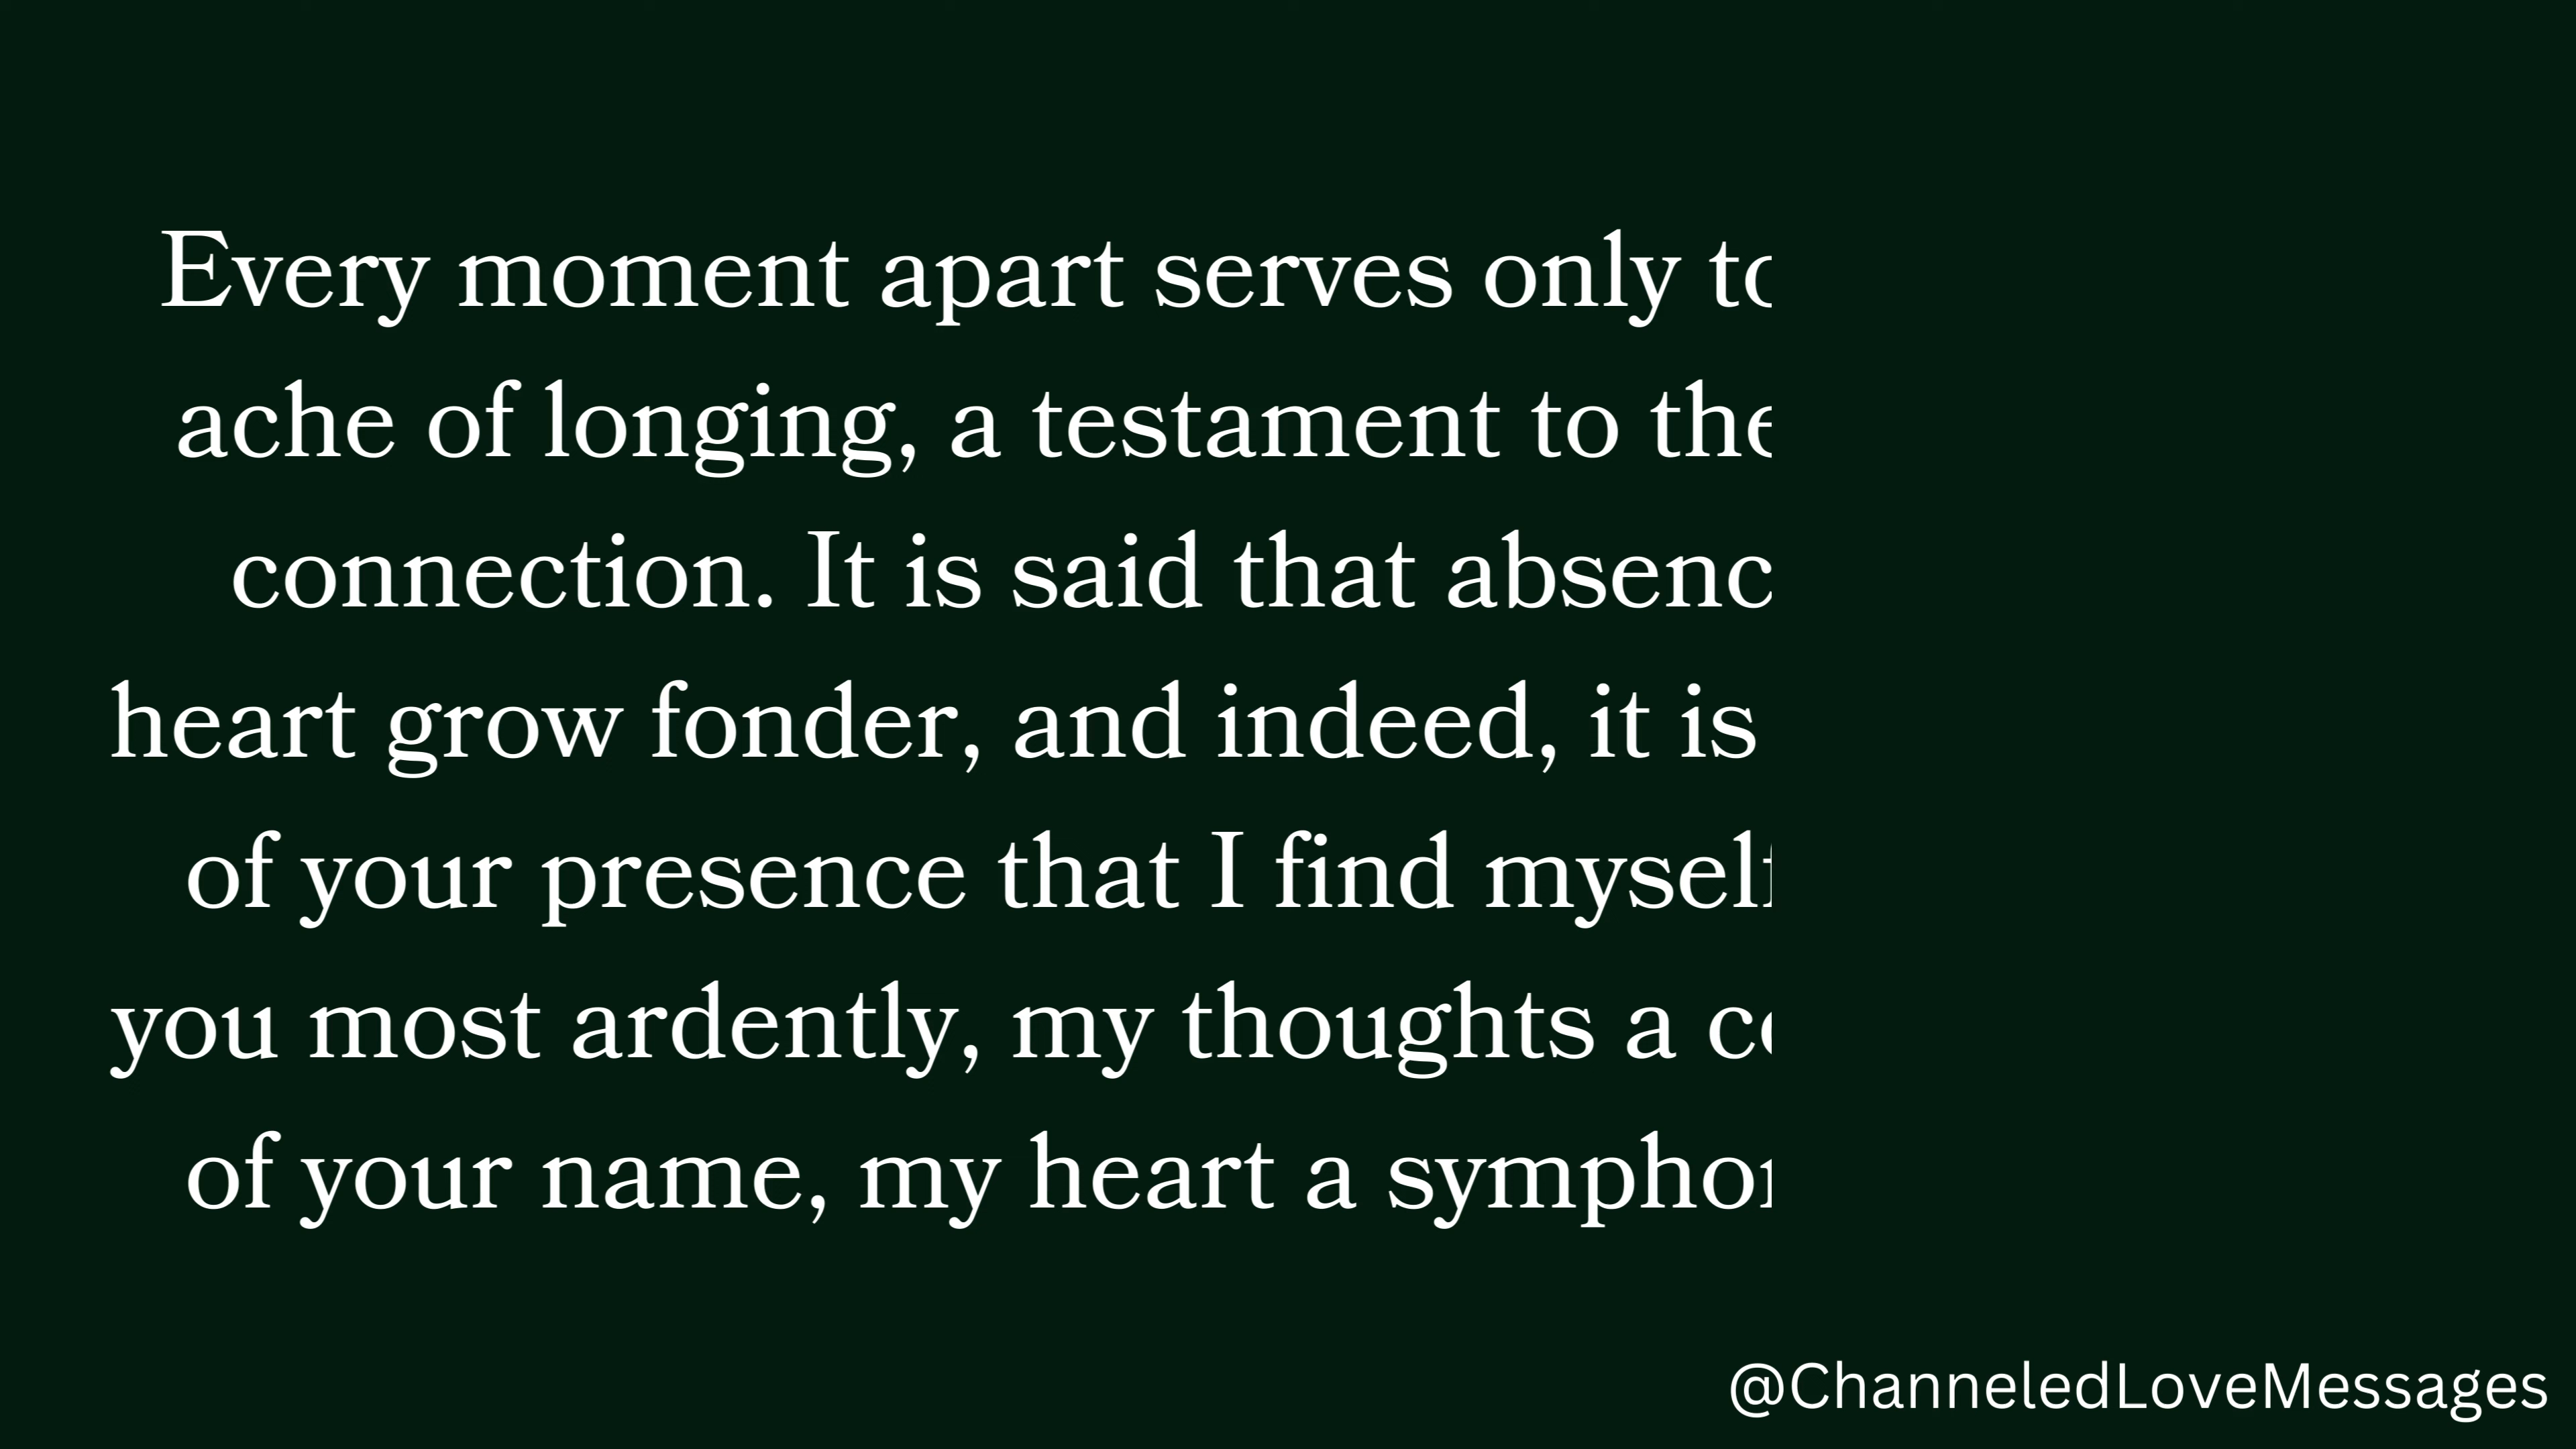 Every moment apart serves only to
ache of longing, a testament to the
connection. It is said that absenc
heart grow fonder, and indeed, it is
of your presence that I find myself
you most ardently, my thoughts a
of your name, my heart a
@ChanneledLoveMessages